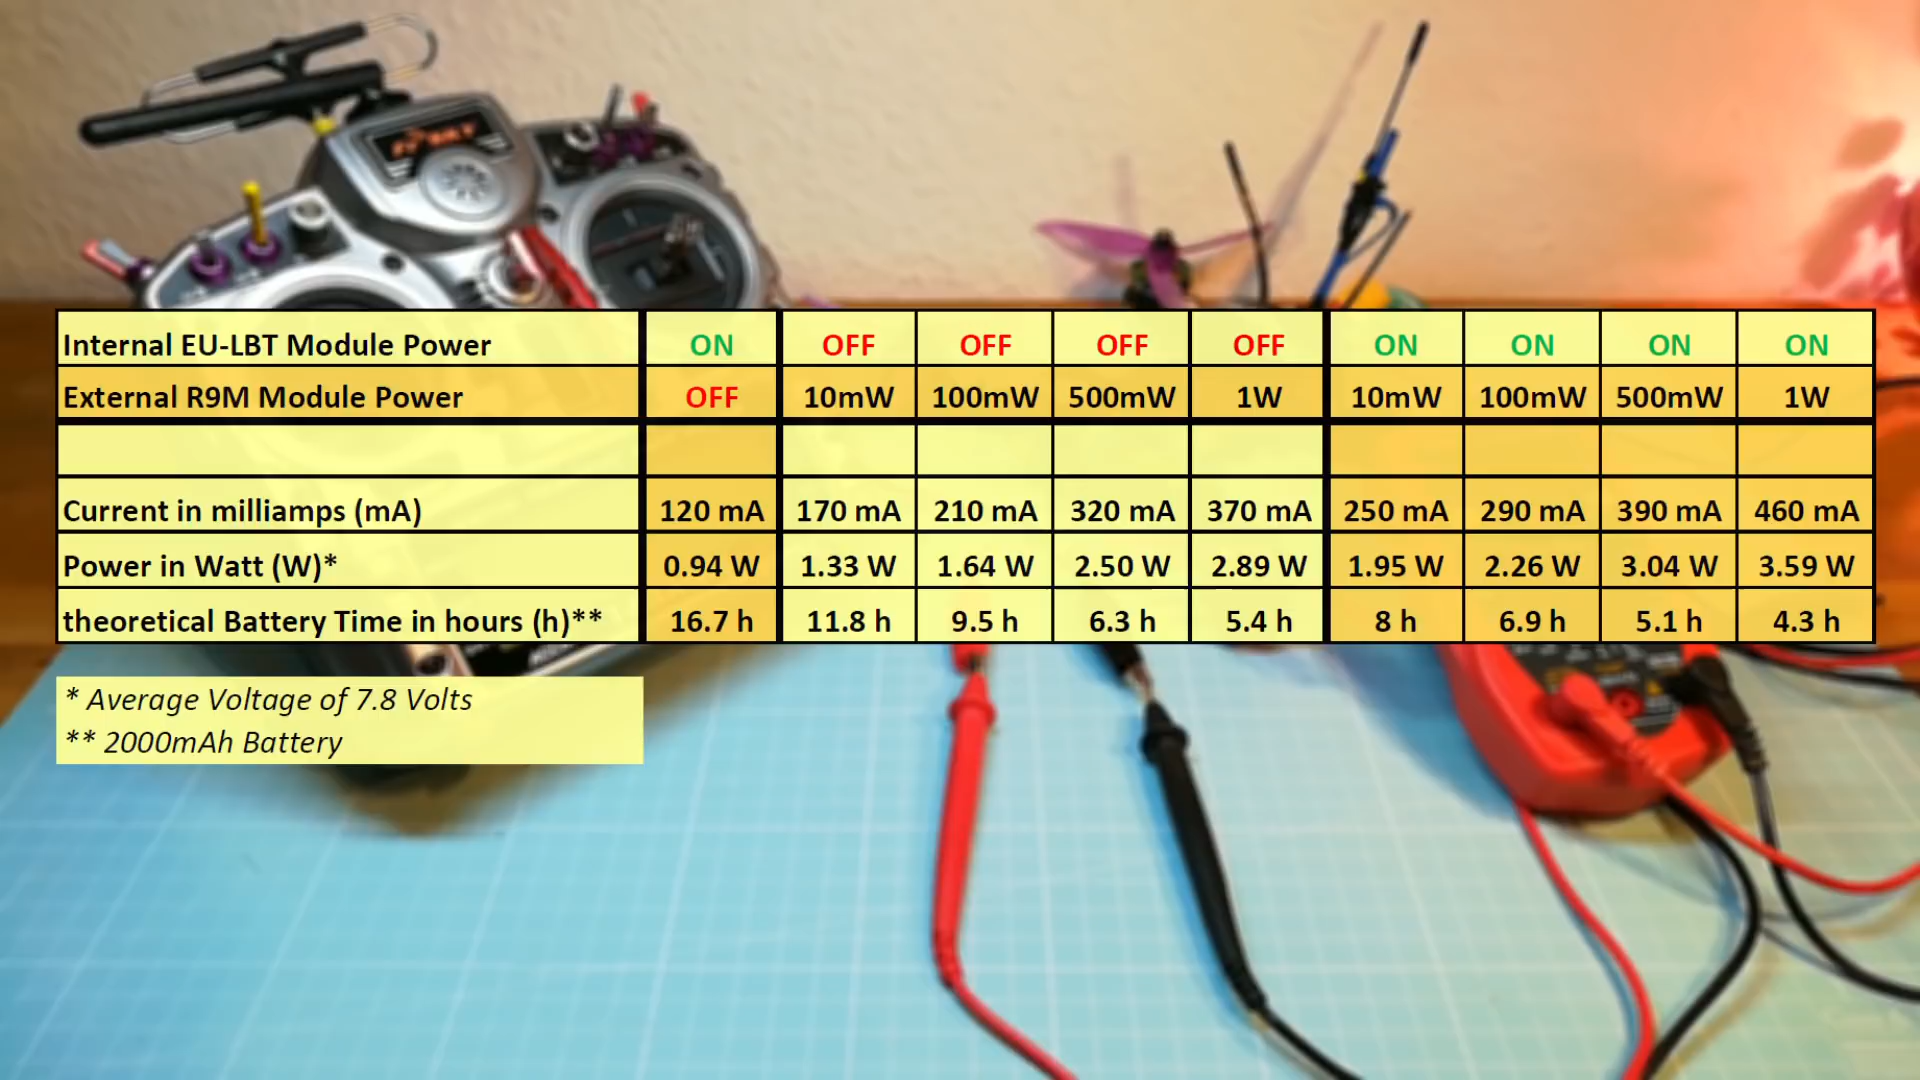 FrSKY
Internal EU-LBT Module Power ON OFF OFF OFF OFF ON ON ON ON
External R9M Module Power OFF 10mW 100mW 500mW 1W 10mW 100mW 500mW 1W
Current in milliamps (mA) 120 mA 170 mA 210 mA 320 mA 370 mA 250 mA 290 mA 390 mA 460 mA
Power in Watt (W)* 0.94 W 1.33 W 1.64 W 2.50 W 2.89 W 1.95 W 2.26 W 3.04 W 3.59 W
theoretical Battery Time in hours (h)** 16.7 h 11.8 h 9.5 h 6.3 h 5.4 h 8 h 6.9 h 5.1 h 4.3 h
* Average Voltage of 7.8 Volts
** 2000mAh Battery